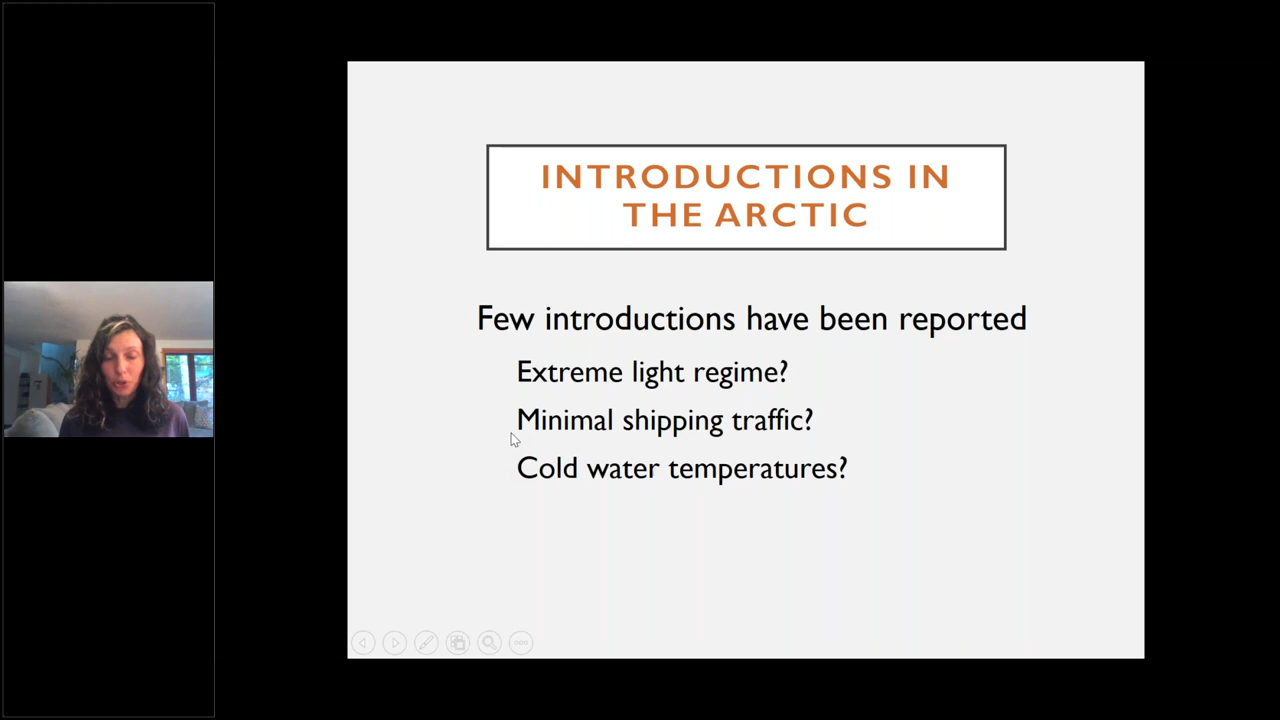 INTRODUCTIONS IN
THE ARCTIC
Few introductions have been reported
Extreme light regime?
Minimal shipping traffic?
Cold water temperatures?